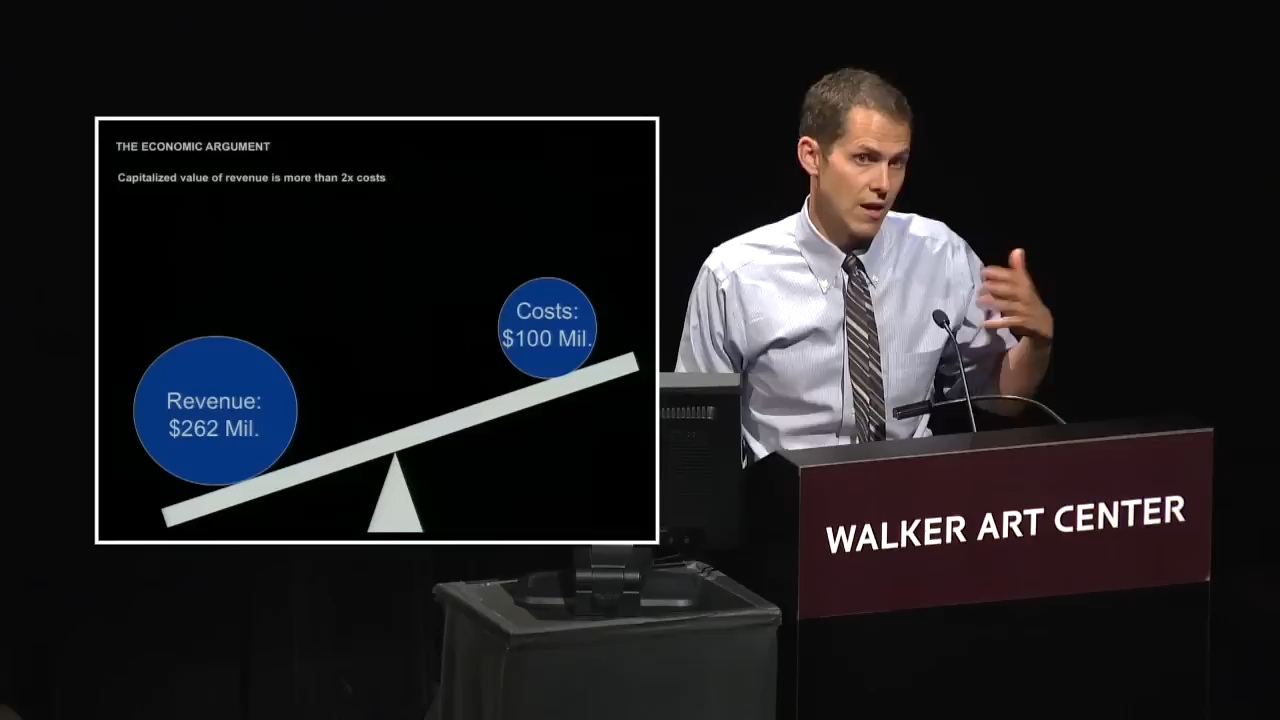 THE ECONOMIC ARGUMENT
Capitalized value of revenue is more than 2x costs
Costs:
$100 Mil.
Revenue:
$262 Mil.
WALKER ART CENTER